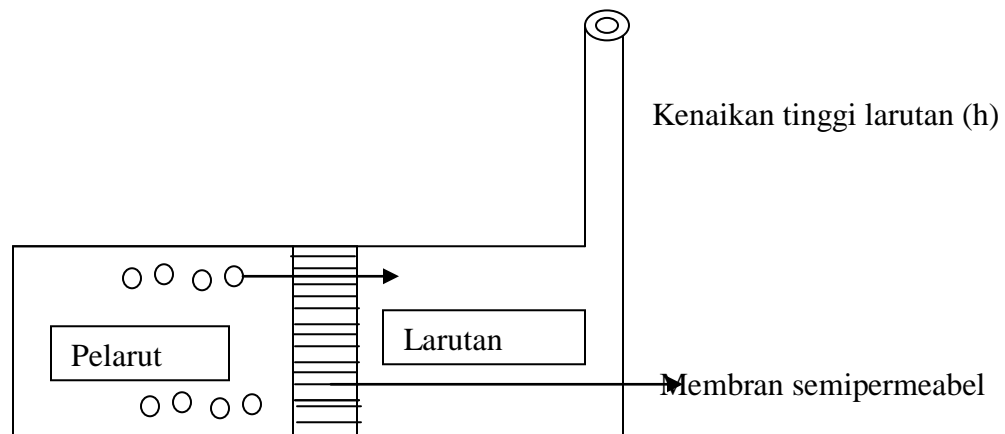 Kenaikan tinggi larutan (h)
Larutan
Pelarut
Membran semipermeabel